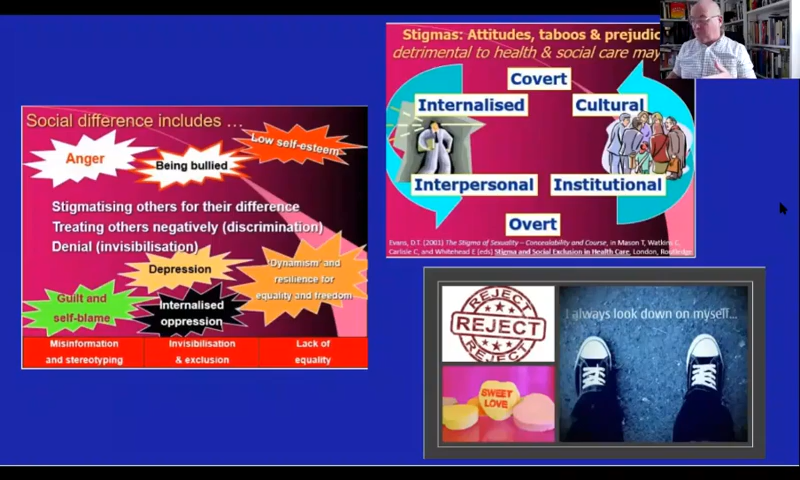 Social difference includes …
Anger
Being bullied
Low self-esteem
Stigmatising others for their difference
Treating others negatively (discrimination)
Denial (invisibilisation)
Depression
'Dynamism' and
resilience for
equality and freedom
Guilt and
self-blame
Internalised
oppression
Misinformation
and stereotyping
Invisibilisation
& exclusion
Lack of
equality
Stigmas: Attitudes, taboos & prejudic
detrimental to health & social care may
Covert
Internalised
Cultural
Interpersonal
Institutional
Overt
Evans, D.T. (2001) The Stigma of Sexuality – Concealability and Course, in Mason T, Watkins C,
Carlisle C, and Whitehead E (eds) Stigma and Social Exclusion in Health Care, London, Routledge
REJECT
REJECT
REJECT
SWEET
LOVE
I always look down on myself...